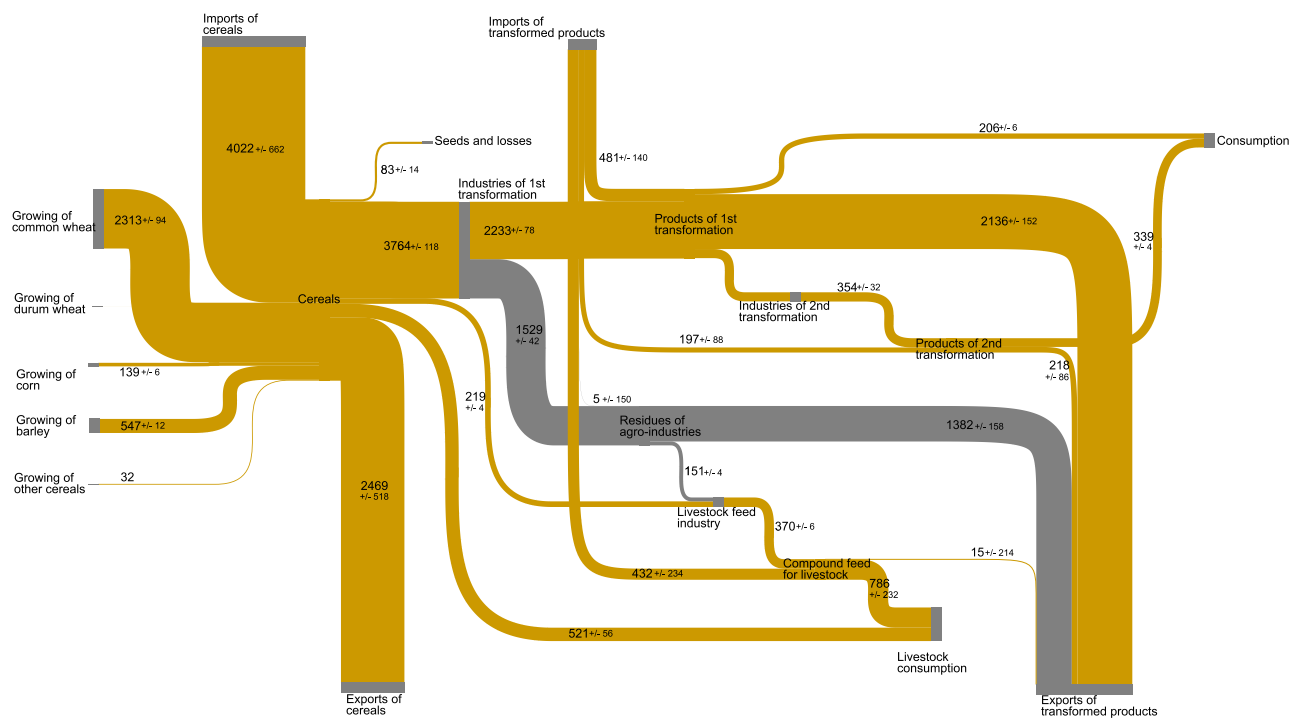 Imports of
cereals
Imports of
transformed products
206+/- 6
Consumption
Seeds and losses
4022 +/- 662
83+/- 14
481+/- 140
Industries of 1st
transformation
Growing of
common wheat
2313+/- 94
3764+/- 118
2233+/- 78
Products of 1st
transformation
2136+/- 152
339
+/- 4
Growing of
durum wheat
Cereals
354+/- 32
Industries of 2nd
transformation
1529
+/- 42
197+/- 88
Products of 2nd
transformation
218
+/- 86
139+/- 6
Growing of
corn
219
+/- 4
5 +/- 150
Growing of
barley
547+/- 12
Residues of
agro-industries
1382 +/- 158
Growing of
other cereals
32
2469
+/- 518
151+/- 4
Livestock feed
industry
370+/- 6
15+/- 214
432+/- 234
Compound feed
for livestock
786
+/- 232
521+/- 56
Livestock
consumption
Exports of
cereals
Exports of
transformed products